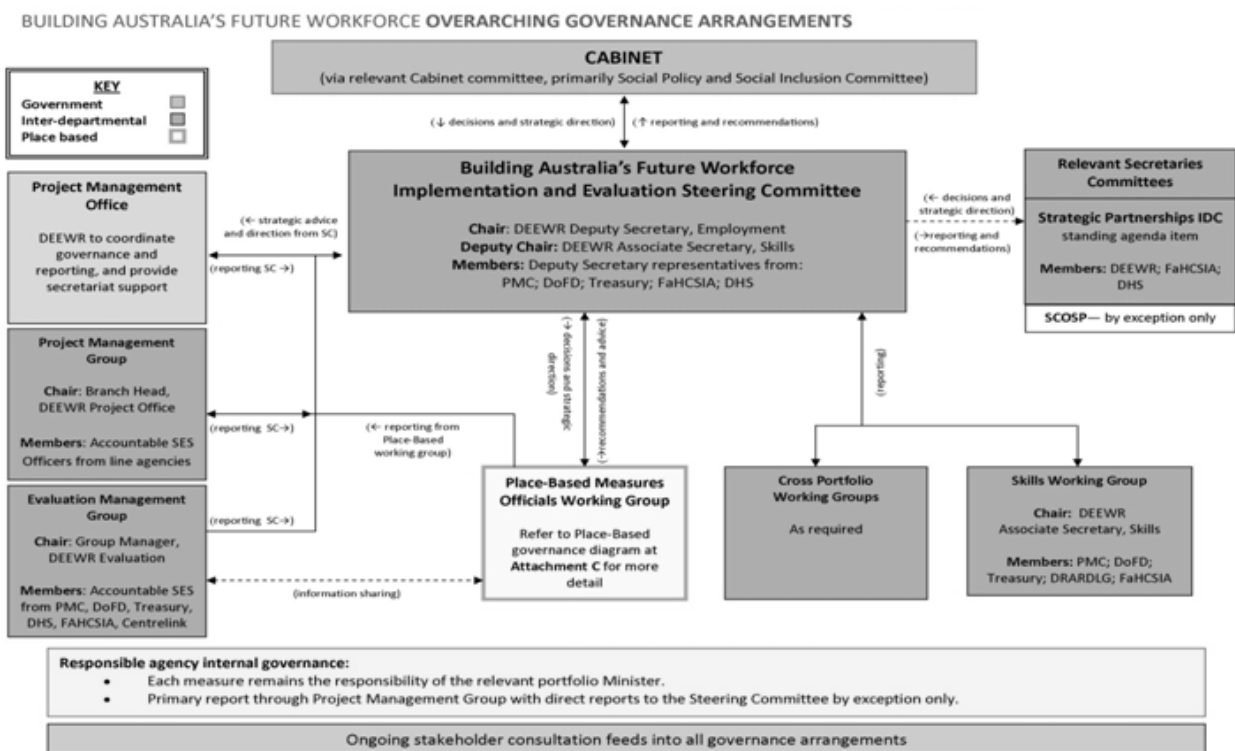 BUILDING AUSTRALIA'S FUTURE WORKFORCE OVERARCHING GOVERNANCE ARRANGEMENTS
CABINET
(via relevant Cabinet committee, primarily Social Policy and Social Inclusion Committee)
KEY
Government
Inter-departmental
Place based
(↓ decisions and strategic direction)
(↑ reporting and recommendations)
Project Management
Office
DEEWR to coordinate
governance and
reporting, and provide
secretariat support
(← strategic advice
and direction from SC)
(reporting SC →)
Building Australia's Future Workforce
Implementation and Evaluation Steering Committee
Chair: DEEWR Deputy Secretary, Employment
Deputy Chair: DEEWR Associate Secretary, Skills
Members: Deputy Secretary representatives from:
PMC; DoFD; Treasury; FaHCSIA; DHS
(← decisions and
strategic direction)
(→reporting and
recommendations)
Relevant Secretaries
Committees
Strategic Partnerships IDC
standing agenda item
Members: DEEWR; FaHCSIA;
DHS
SCOSP— by exception only
Project Management
Group
Chair: Branch Head,
DEEWR Project Office
Members: Accountable SES
Officers from line agencies
(reporting SC→)
(← reporting from
Place-Based
working group)
(→ decisions and strategic
direction)
(→recommendations and advice)
(reporting)
Evaluation Management
Group
Chair: Group Manager,
DEEWR Evaluation
Members: Accountable SES
from PMC, DoFD, Treasury,
DHS, FAHCSIA, Centrelink
(reporting SC→)
(information sharing)
Place-Based Measures
Officials Working Group
Refer to Place-Based
governance diagram at
Attachment C for more
detail
Cross Portfolio
Working Groups
As required
Skills Working Group
Chair: DEEWR
Associate Secretary, Skills
Members: PMC; DoFD;
Treasury; DRARDLG; FaHCSIA
Responsible agency internal governance:
• Each measure remains the responsibility of the relevant portfolio Minister.
• Primary report through Project Management Group with direct reports to the Steering Committee by exception only.
Ongoing stakeholder consultation feeds into all governance arrangements